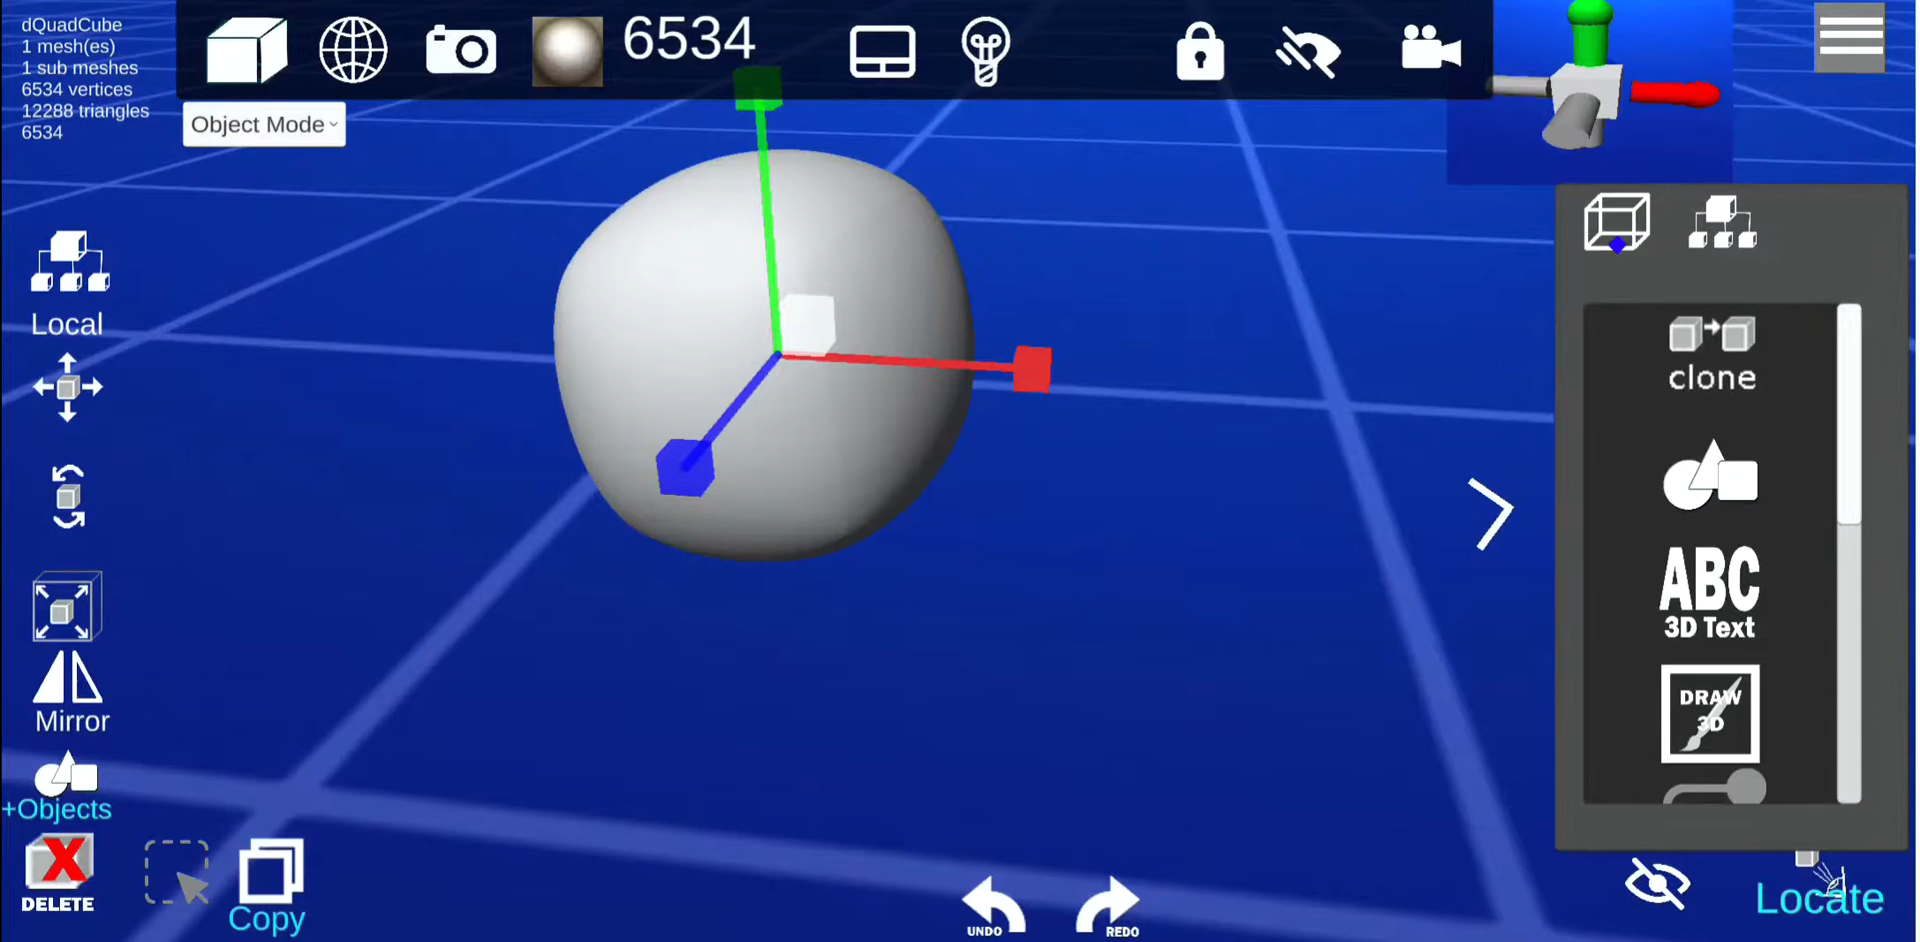 dQuadCube
1 mesh(es)
1 sub meshes
6534 vertices
12288 triangles
6534
6534
Object Mode
Local
Mirror
+Objects
DELETE
Copy
UNDO
REDO
clone
ABC
3D Text
DRAW
3D
Locate